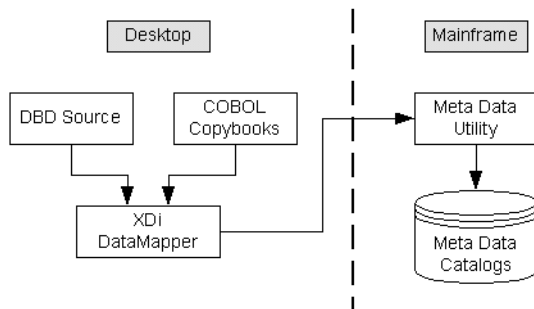 Desktop
Mainframe
DBD Source
COBOL
Copybooks
Meta Data
Utility
XDi
DataMapper
Meta Data
Catalogs